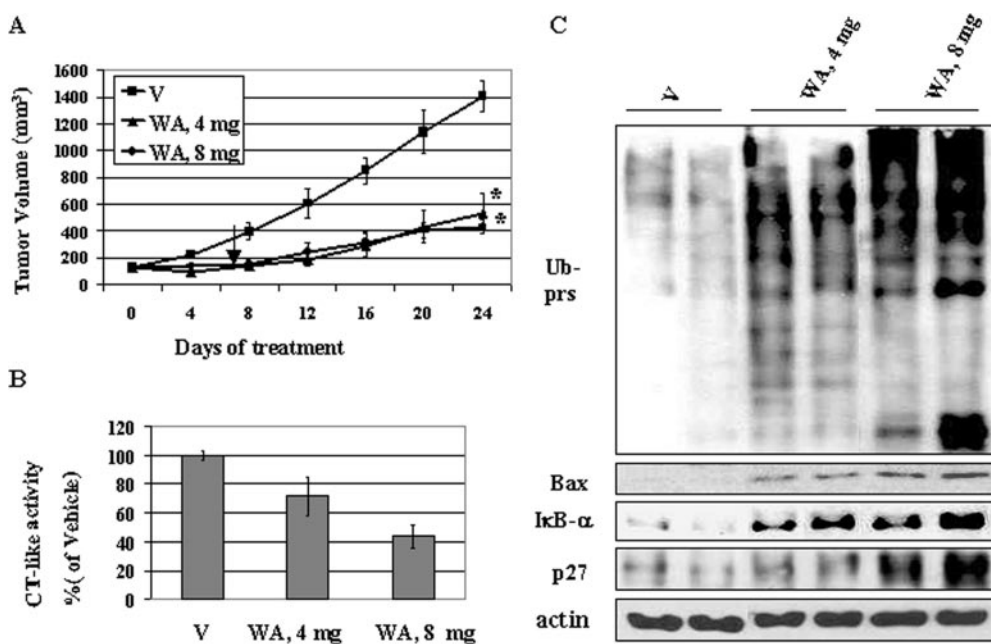 A
1600
1400
1200
1000
800
600
400
200
0
Tumor Volume (mm³)
V
WA, 4 mg
WA, 8 mg
*
*
0 4 8 12 16 20 24
Days of treatment
B
120
100
80
60
40
20
0
CT-like activity
%( of Vehicle)
V WA, 4 mg WA, 8 mg
C
V WA, 4 mg WA, 8 mg
Ub-
prs
Bax
IκB-α
p27
actin